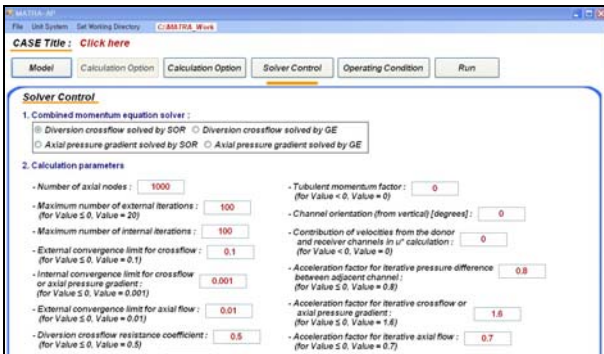 MATRA-AP
File Unit System Set Working Directory C:\MATRA_Work
CASE Title : Click here
Model Calculation Option Calculation Option Solver Control Operating Condition Run
Solver Control
1. Combined momentum equation solver :
Diversion crossflow solved by SOR Diversion crossflow solved by GE
Axial pressure gradient solved by SOR Axial pressure gradient solved by GE
2. Calculation parameters
- Number of axial nodes : 1000
- Maximum number of external iterations : 100
(for Value ≤ 0, Value = 20)
- Maximum number of internal iterations : 100
- External convergence limit for crossflow : 0.1
(for Value ≤ 0, Value = 0.1)
- Internal convergence limit for crossflow
or axial pressure gradient : 0.001
(for Value ≤ 0, Value = 0.001)
- External convergence limit for axial flow : 0.01
(for Value ≤ 0, Value = 0.01)
- Diversion crossflow resistance coefficient : 0.5
(for Value ≤ 0, Value = 0.5)
- Tubulent momentum factor : 0
(for Value < 0, Value = 0)
- Channel orientation (from vertical) [degrees] : 0
- Contribution of velocities from the donor
and receiver channels in u* calculation : 0
(for Value < 0, Value = 0)
- Acceleration factor for iterative pressure difference
between adjacent channel : 0.8
(for Value ≤ 0, Value = 0.8)
- Acceleration factor for iterative crossflow or
axial pressure gradient : 1.6
(for Value ≤ 0, Value = 1.6)
- Acceleration factor for iterative axial flow : 0.7
(for Value ≤ 0, Value = 0.7)